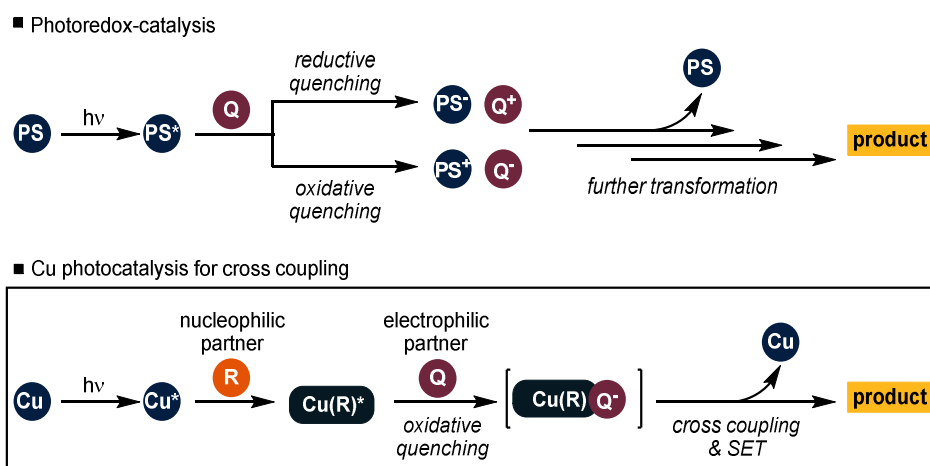 ■ Photoredox-catalysis
reductive
quenching
PS
hν
PS*
Q
PS-
Q+
PS
PS+
Q-
oxidative
quenching
further transformation
product
■ Cu photocatalysis for cross coupling
nucleophilic
partner
electrophilic
partner
Cu
hν
Cu*
R
Cu(R)*
Q
oxidative
quenching
[Cu(R) Q-]
Cu
cross coupling
& SET
product